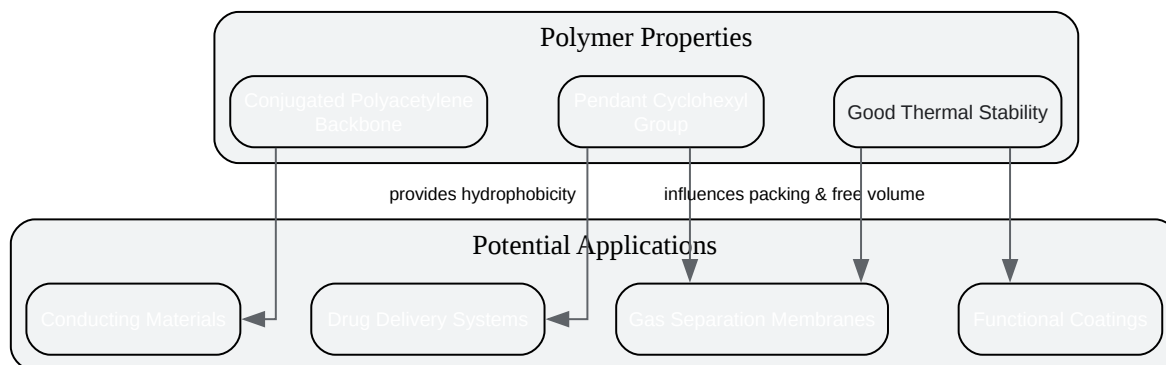 Polymer Properties
Conjugated Polyacetylene
Backbone
Pendant Cyclohexyl
Group
Good Thermal Stability
provides hydrophobicity
influences packing & free volume
Potential Applications
Conducting Materials
Drug Delivery Systems
Gas Separation Membranes
Functional Coatings